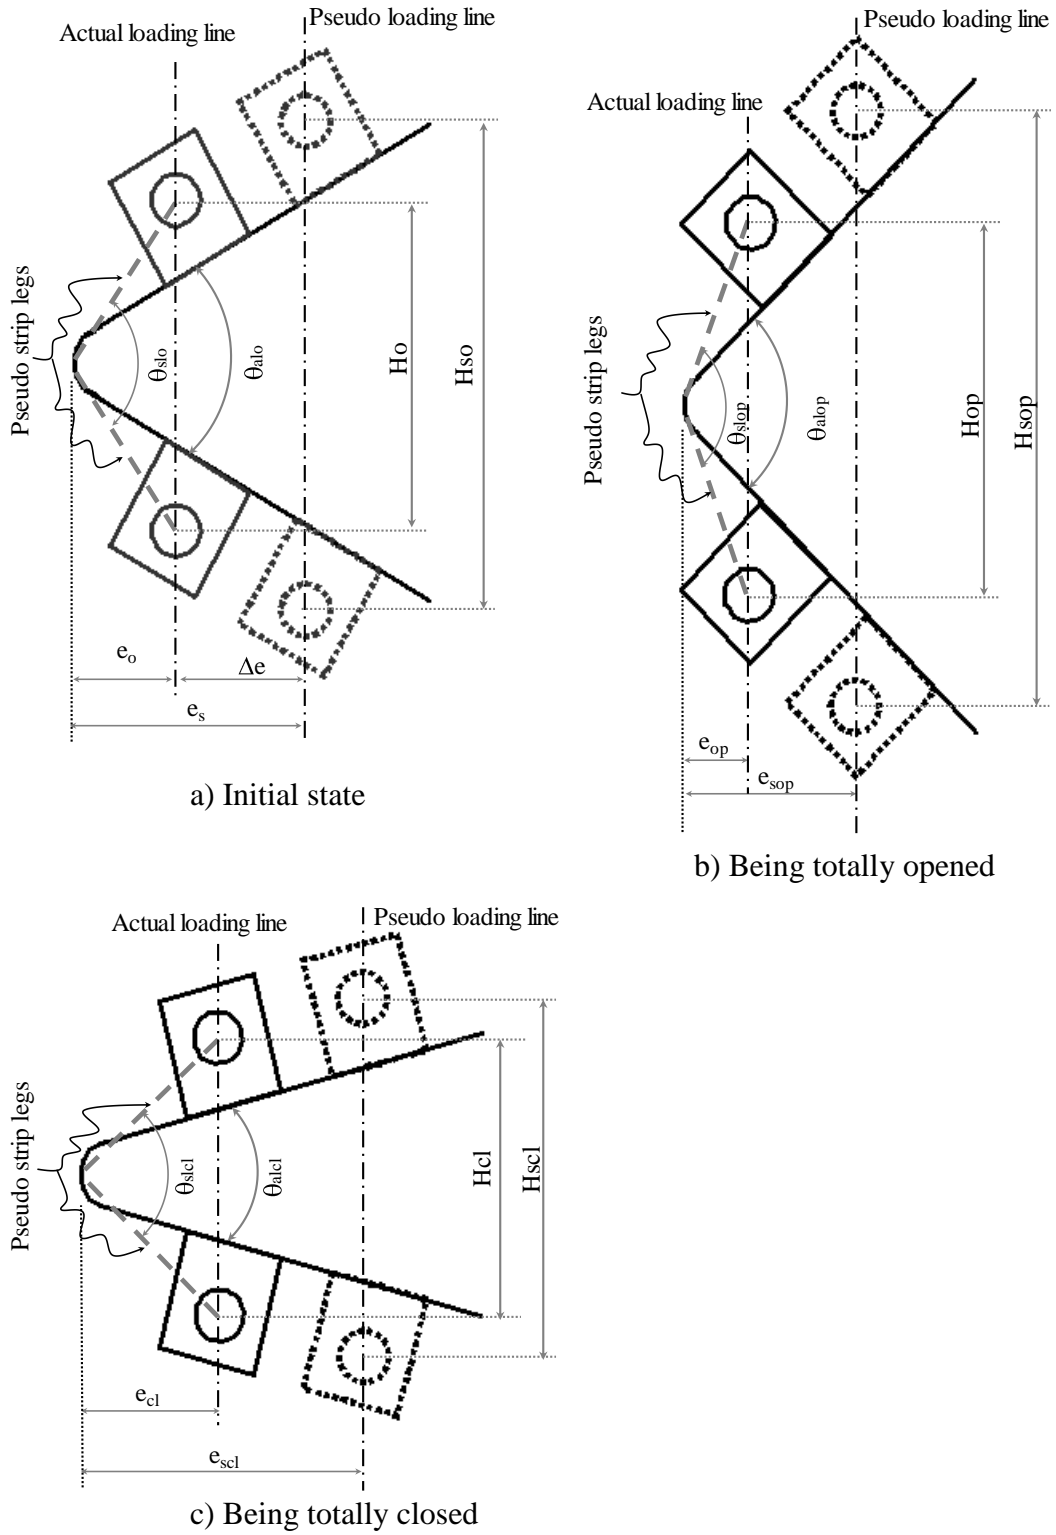 Pseudo loading line
Actual loading line
Pseudo strip legs
θslo
θalo
Ho
Hso
eo
Δe
es
a) Initial state
Pseudo loading line
Actual loading line
Pseudo strip legs
θslop
θalop
Hop
Hsop
eop
esop
b) Being totally opened
Pseudo loading line
Actual loading line
Pseudo strip legs
θslcl
θalcl
Hcl
Hscl
ecl
escl
c) Being totally closed